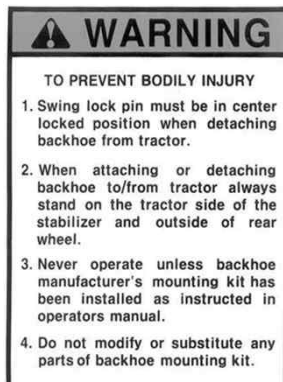 WARNING
TO PREVENT BODILY INJURY
1. Swing lock pin must be in center
locked position when detaching
backhoe from tractor.
2. When attaching or detaching
backhoe to/from tractor always
stand on the tractor side of the
stabilizer and outside of rear
wheel.
3. Never operate unless backhoe
manufacturer's mounting kit has
been installed as instructed in
operators manual.
4. Do not modify or substitute any
parts of backhoe mounting kit.